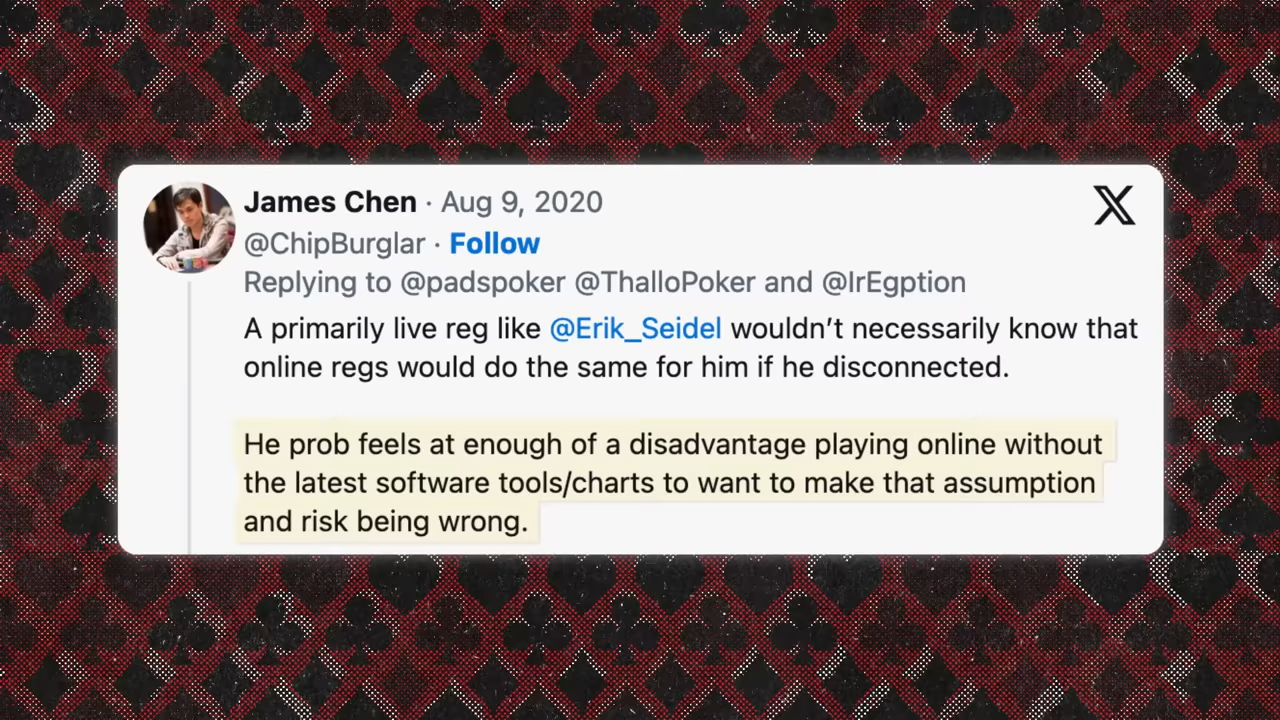 James Chen · Aug 9, 2020
@ChipBurglar · Follow
Replying to @padspoker @ThalloPoker and @IrEgption
A primarily live reg like @Erik_Seidel wouldn’t necessarily know that
online regs would do the same for him if he disconnected.
He prob feels at enough of a disadvantage playing online without
the latest software tools/charts to want to make that assumption
and risk being wrong.